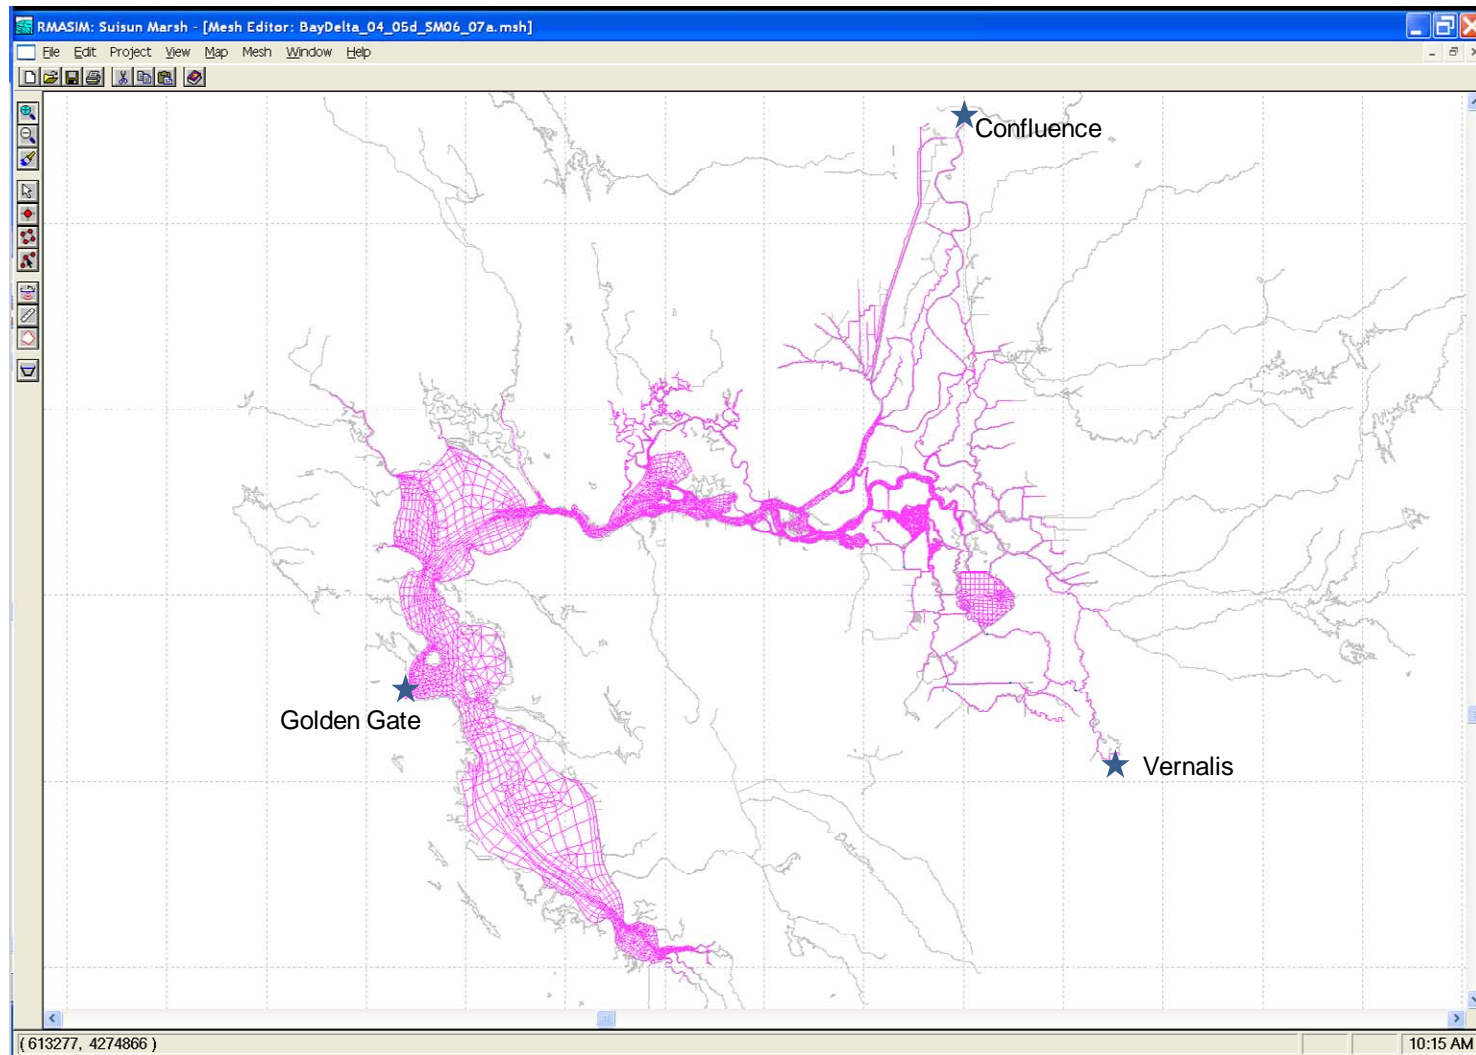 RMASIM: Suisun Marsh - [Mesh Editor: BayDelta_04_05d_SM06_07a.msh]
File Edit Project View Map Mesh Window Help
Confluence
Golden Gate
Vernalis
( 613277, 4274866 )
10:15 AM